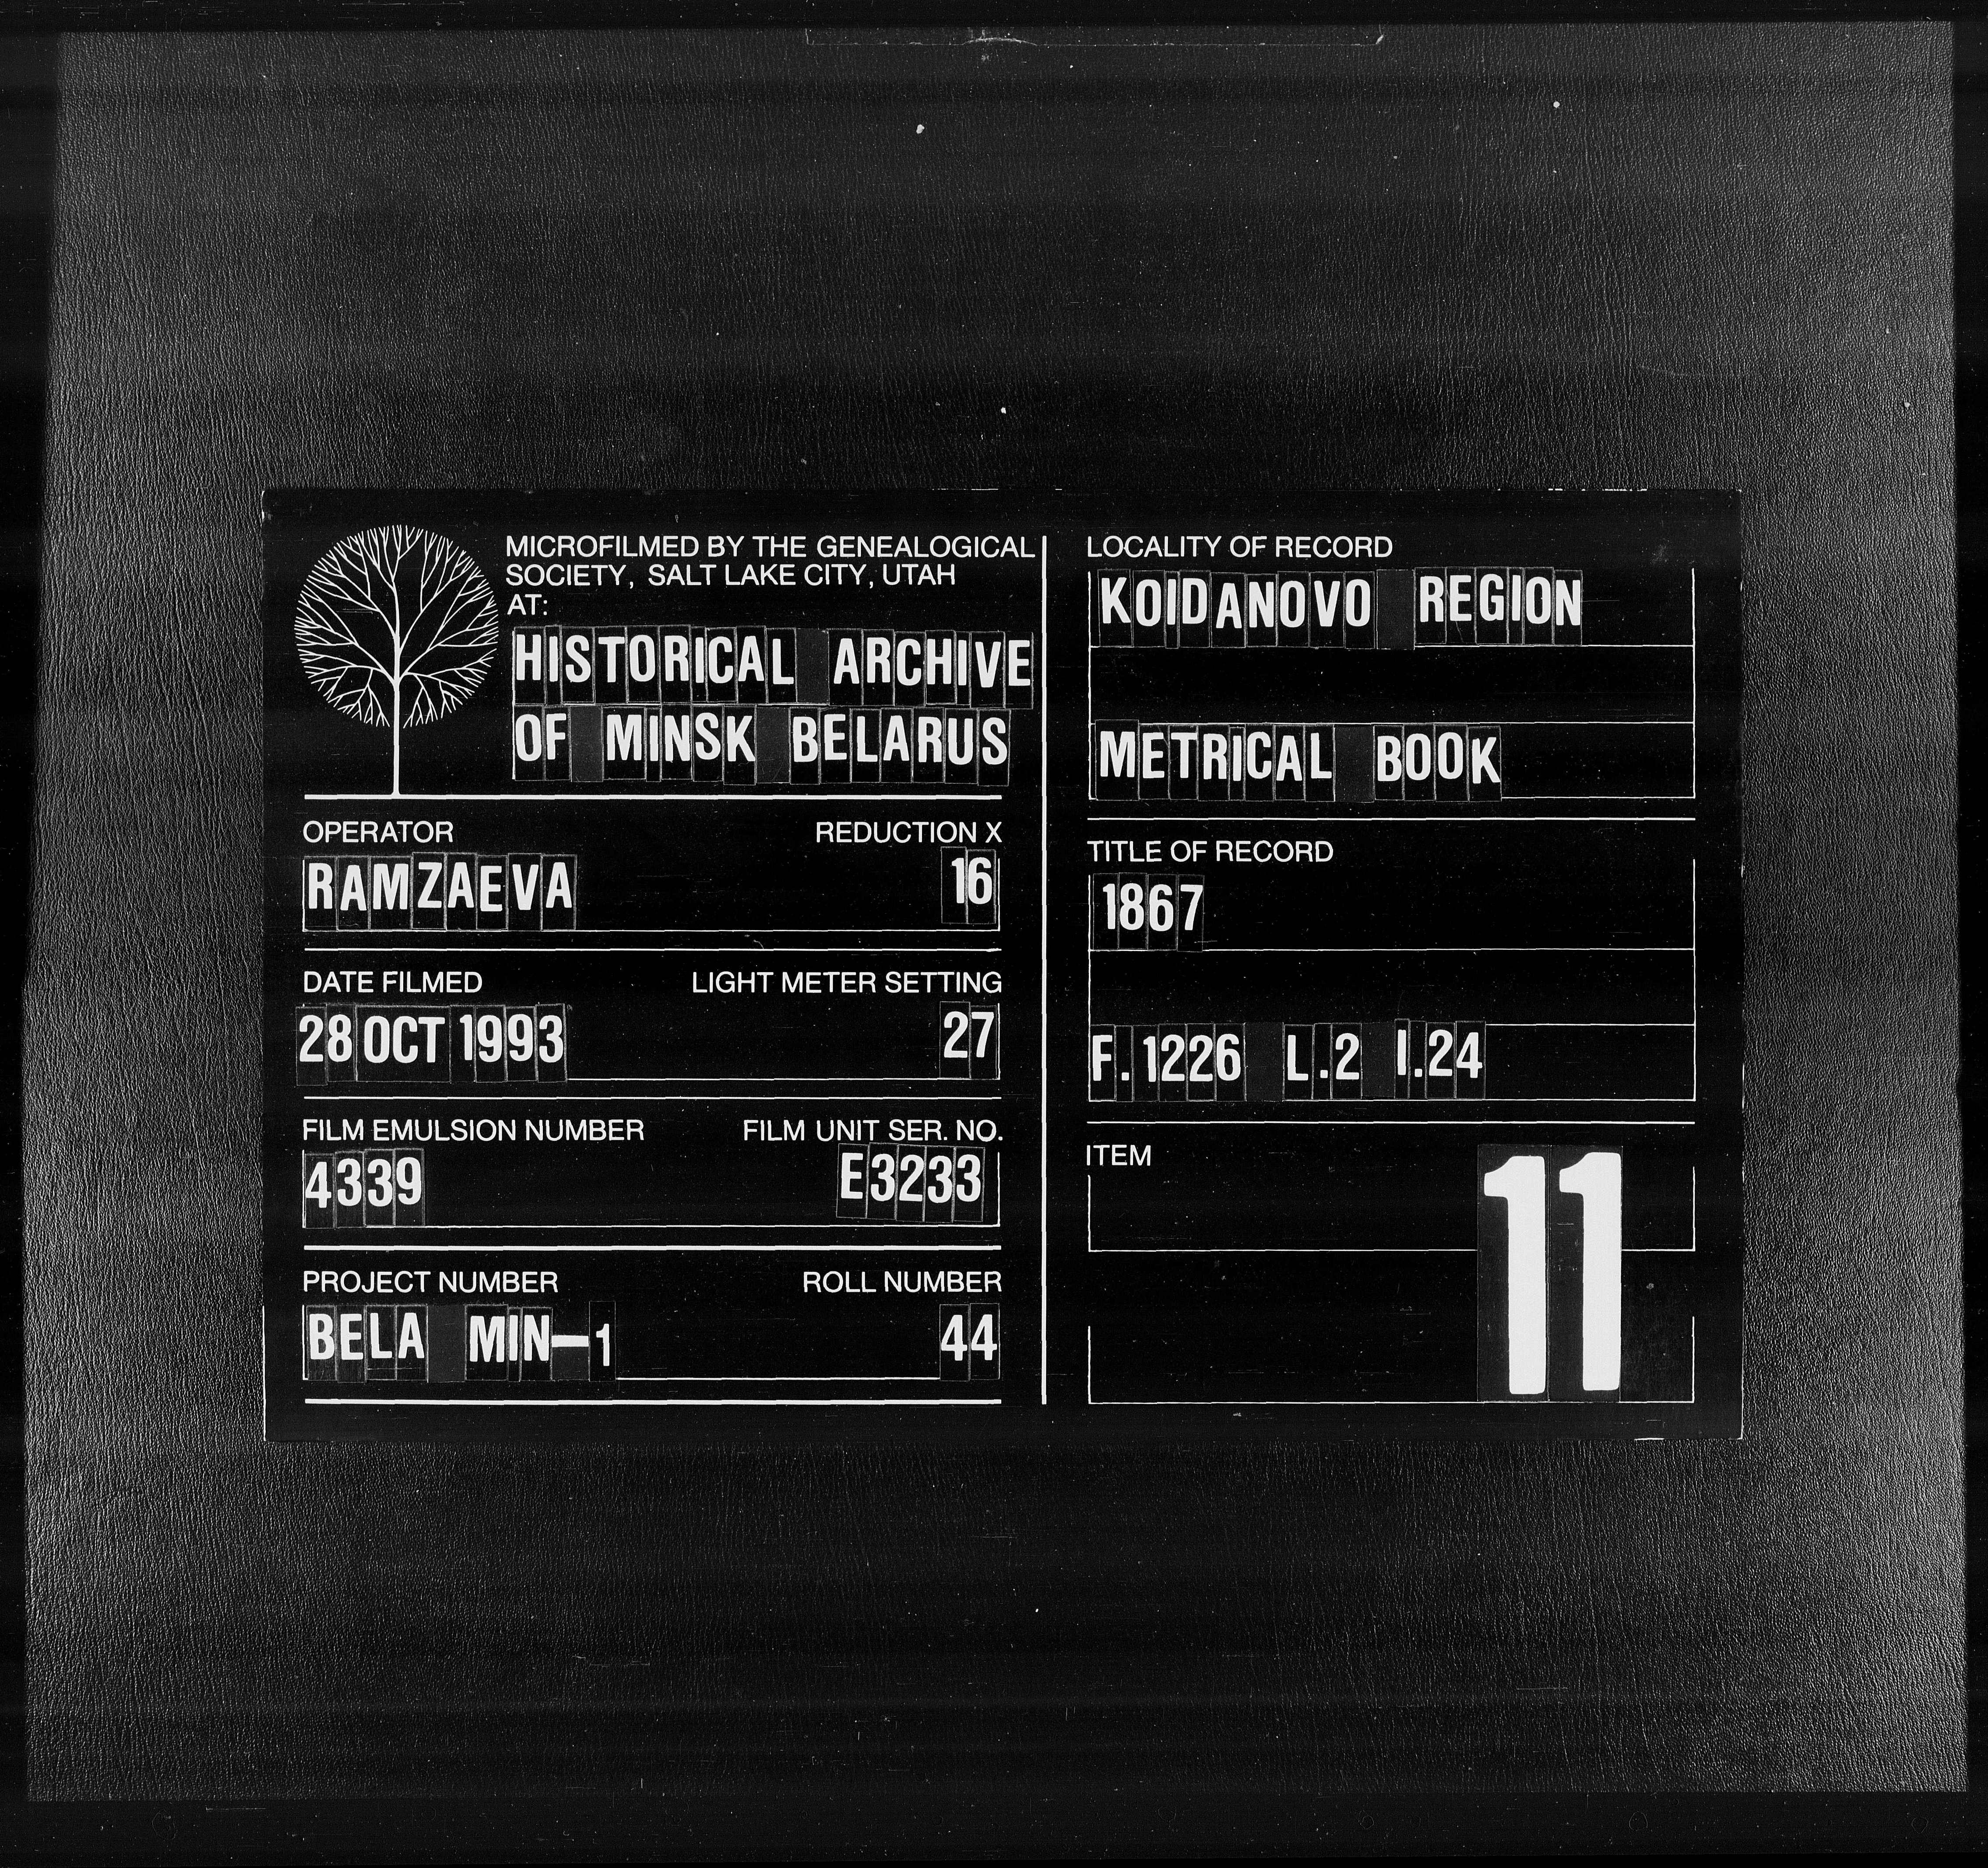 MICROFILMED BY THE GENEALOGICAL
SOCIETY, SALT LAKE CITY, UTAH
AT:
HISTORICAL ARCHIVE
OF MINSK BELARUS
OPERATOR REDUCTION X
RAMZAEVA 16
DATE FILMED LIGHT METER SETTING
28 OCT 1993 27
FILM EMULSION NUMBER FILM UNIT SER. NO.
4339 E3233
PROJECT NUMBER ROLL NUMBER
BELA MIN-1 44
LOCALITY OF RECORD
KOIDANOVO REGION
METRICAL BOOK
TITLE OF RECORD
1867
F. 1226 L.2 I.24
ITEM
11